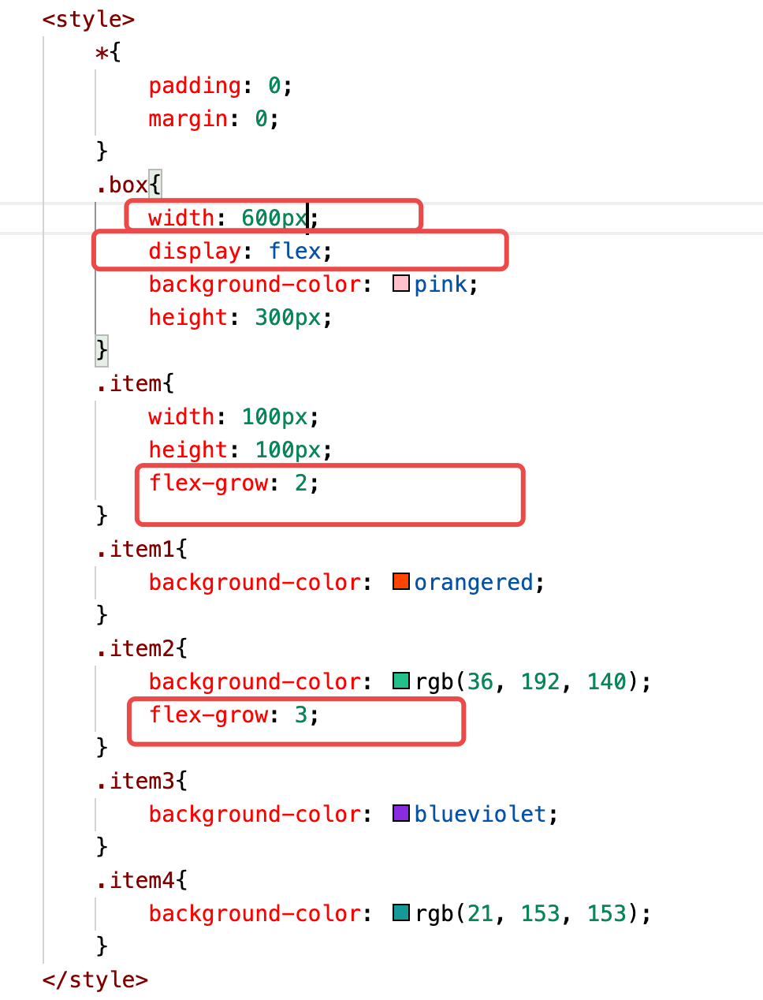 <style>
*{
padding: 0;
margin: 0;
}
.box{
width: 600px;
display: flex;
background-color: pink;
height: 300px;
}
.item{
width: 100px;
height: 100px;
flex-grow: 2;
}
.item1{
background-color: orangered;
}
.item2{
background-color: rgb(36, 192, 140);
flex-grow: 3;
}
.item3{
background-color: blueviolet;
}
.item4{
background-color: rgb(21, 153, 153);
}
</style>